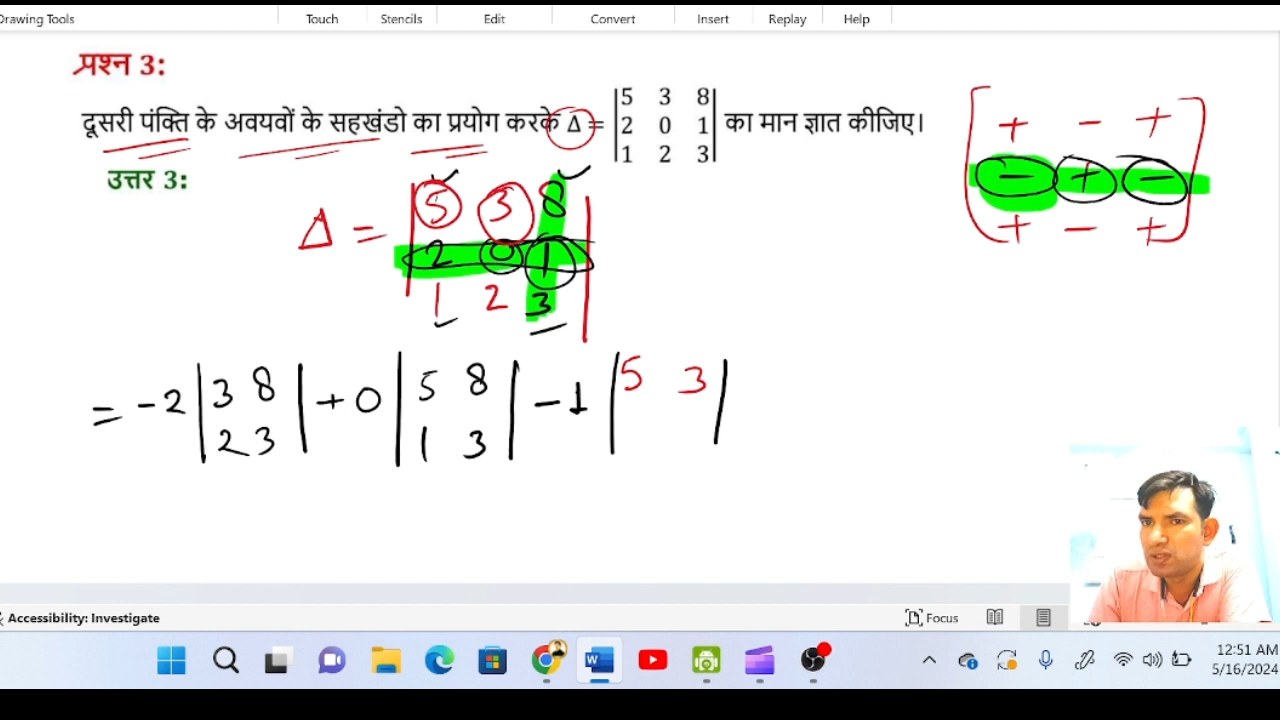 Drawing Tools Touch Stencils Edit Convert Insert Replay Help
प्रश्न 3:
दूसरी पंक्ति के अवयवों के सहखंडो का प्रयोग करके Δ = |5 3 8| का मान ज्ञात कीजिए।
|2 0 1|
|1 2 3|
उत्तर 3:
[+ − +]
[− + −]
[+ − +]
Δ = |5 3 8|
|2 0 1|
|1 2 3|
= -2 |3 8| + 0 |5 8| - 1 |5 3|
|2 3| |1 3|
Accessibility: Investigate Focus
12:51 AM
5/16/2024